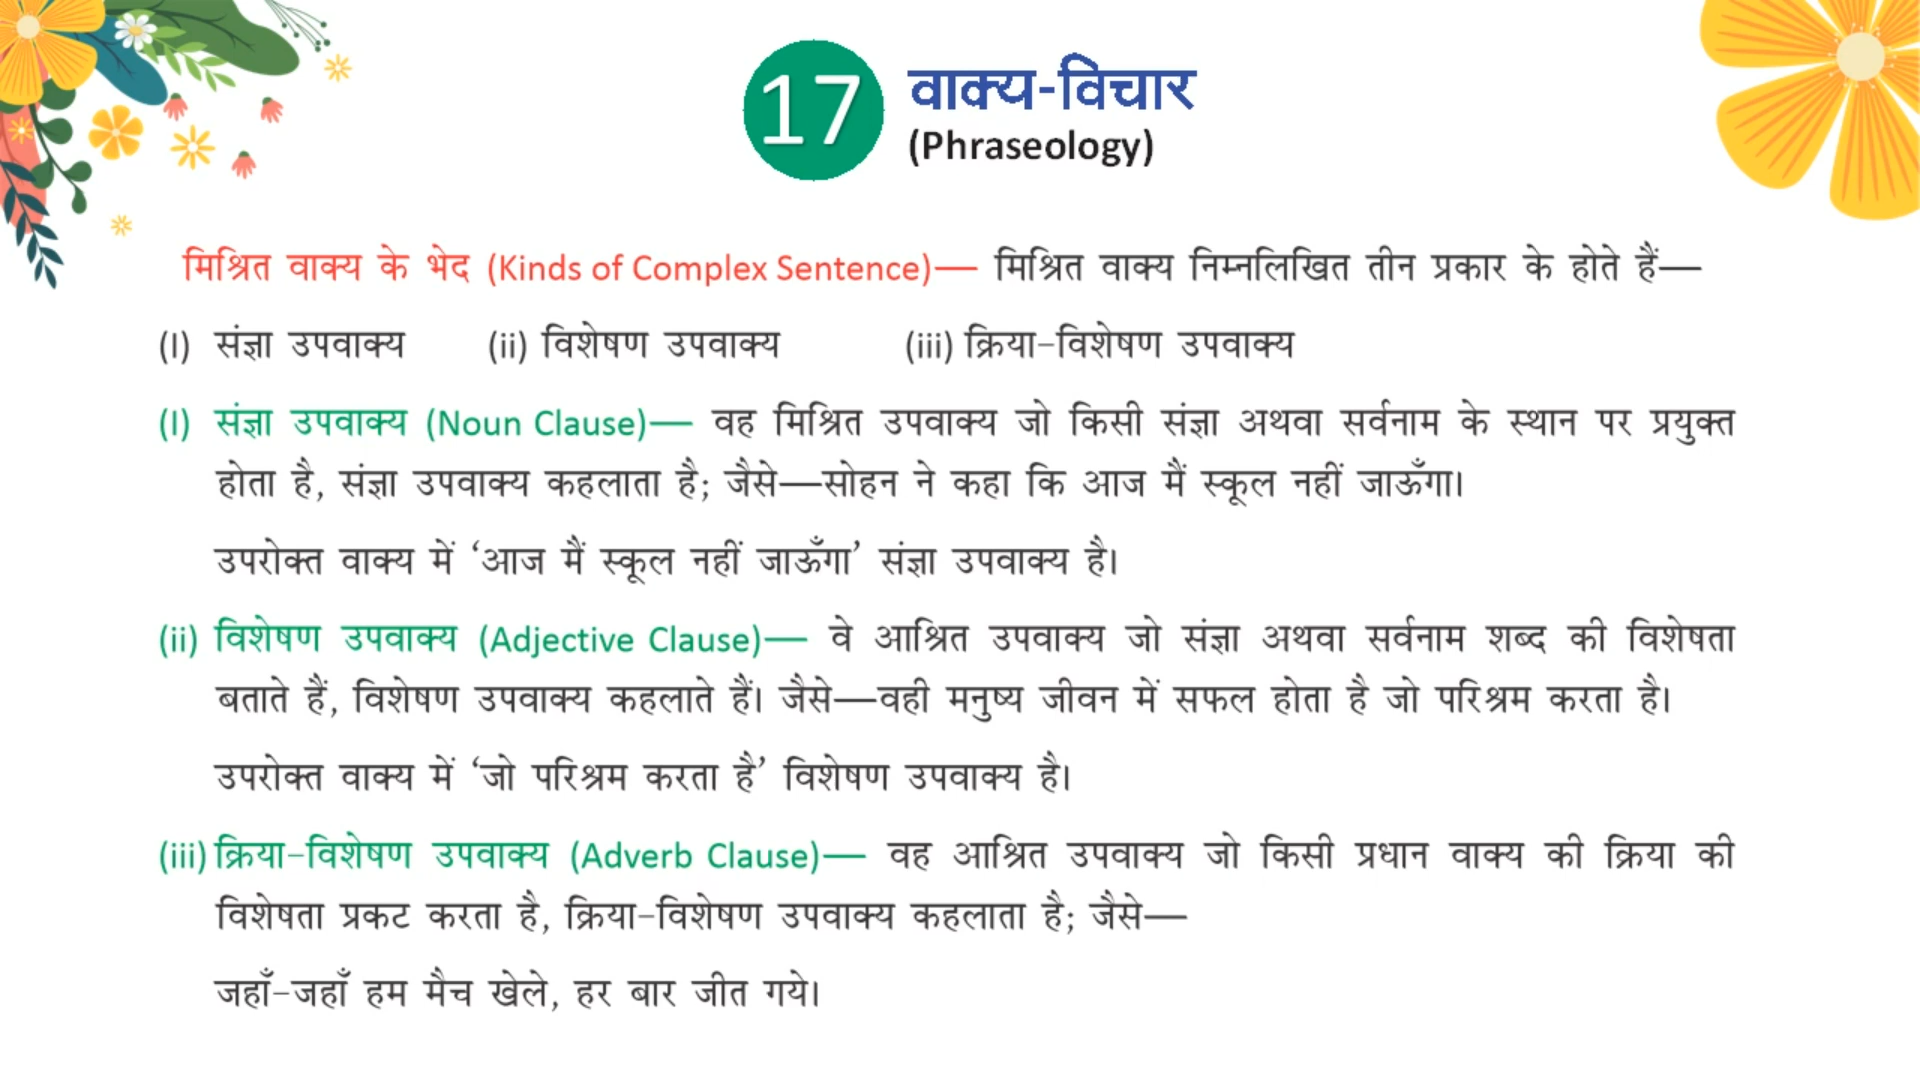 17 वाक्य-विचार
(Phraseology)
मिश्रित वाक्य के भेद (Kinds of Complex Sentence)— मिश्रित वाक्य निम्नलिखित तीन प्रकार के होते हैं—
(I) संज्ञा उपवाक्य (ii) विशेषण उपवाक्य (iii) क्रिया-विशेषण उपवाक्य
(I) संज्ञा उपवाक्य (Noun Clause)— वह मिश्रित उपवाक्य जो किसी संज्ञा अथवा सर्वनाम के स्थान पर प्रयुक्त
होता है, संज्ञा उपवाक्य कहलाता है; जैसे—सोहन ने कहा कि आज मैं स्कूल नहीं जाऊँगा।
उपरोक्त वाक्य में ‘आज मैं स्कूल नहीं जाऊँगा’ संज्ञा उपवाक्य है।
(ii) विशेषण उपवाक्य (Adjective Clause)— वे आश्रित उपवाक्य जो संज्ञा अथवा सर्वनाम शब्द की विशेषता
बताते हैं, विशेषण उपवाक्य कहलाते हैं। जैसे—वही मनुष्य जीवन में सफल होता है जो परिश्रम करता है।
उपरोक्त वाक्य में ‘जो परिश्रम करता है’ विशेषण उपवाक्य है।
(iii) क्रिया-विशेषण उपवाक्य (Adverb Clause)— वह आश्रित उपवाक्य जो किसी प्रधान वाक्य की क्रिया की
विशेषता प्रकट करता है, क्रिया-विशेषण उपवाक्य कहलाता है; जैसे—
जहाँ-जहाँ हम मैच खेले, हर बार जीत गये।